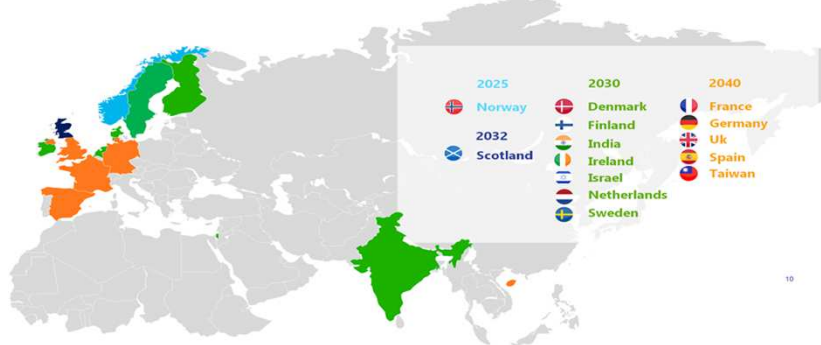 2025
Norway
2032
Scotland
2030
Denmark
Finland
India
Ireland
Israel
Netherlands
Sweden
2040
France
Germany
Uk
Spain
Taiwan
10